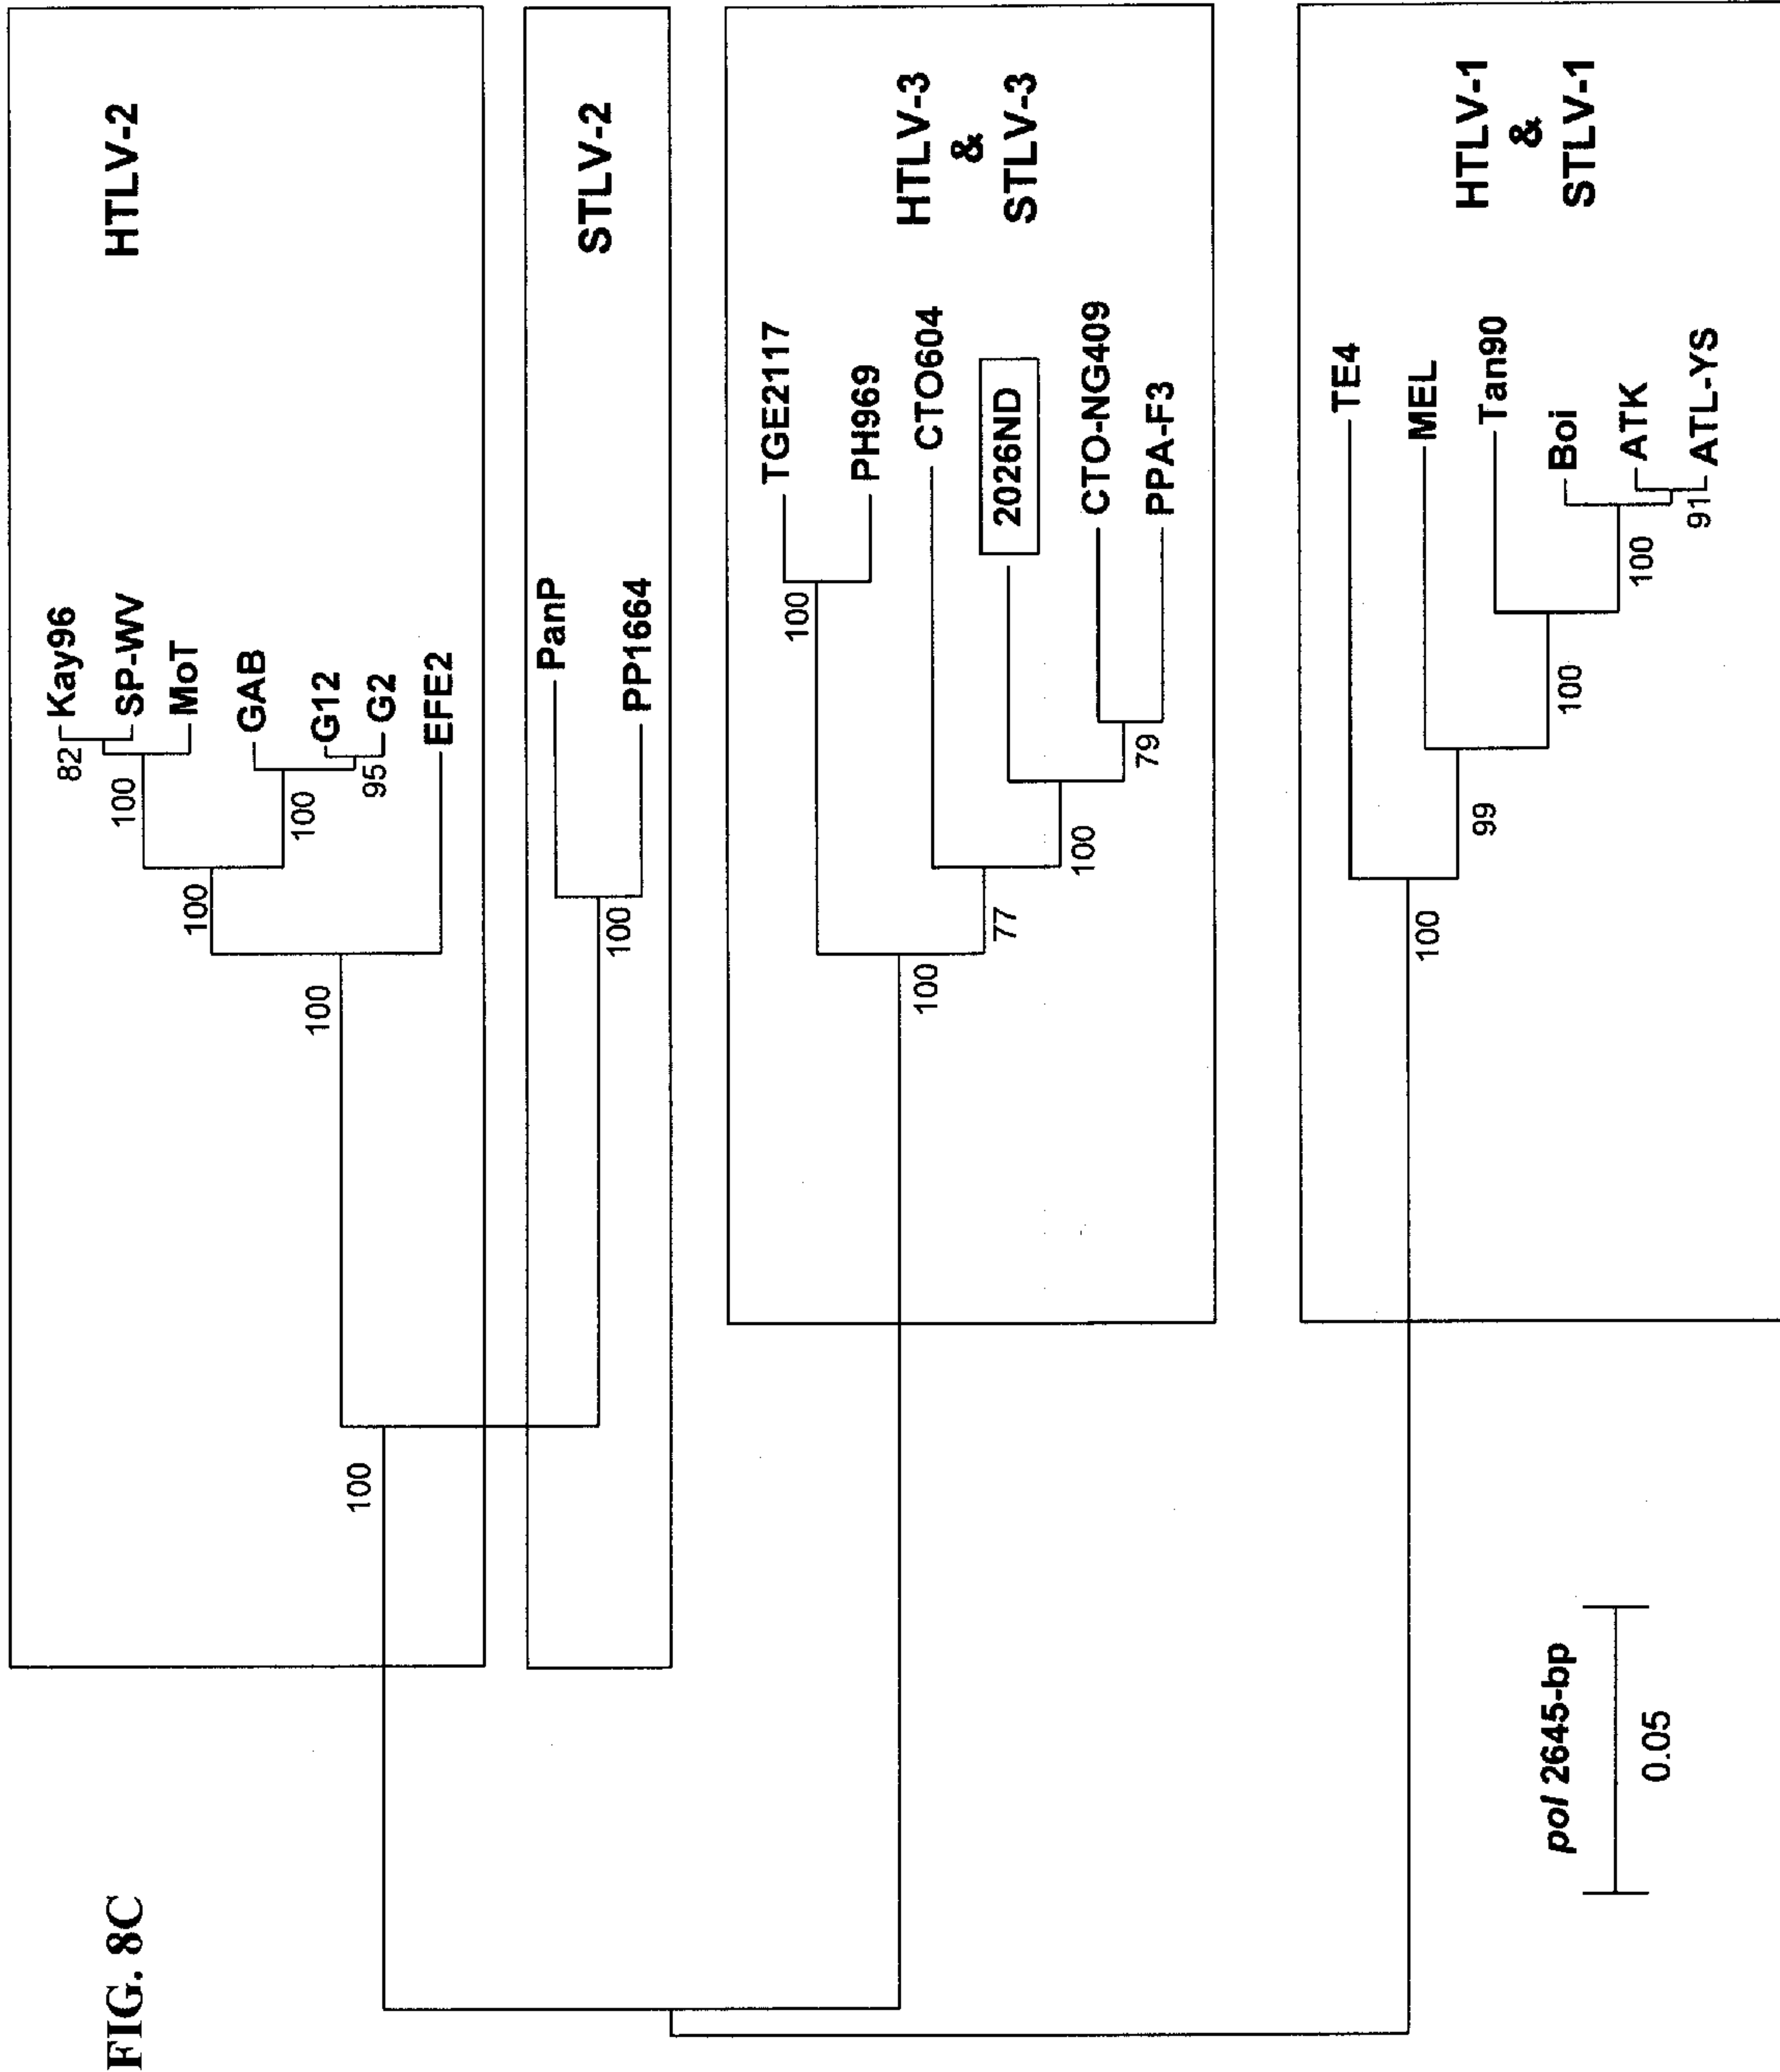 FIG. 8C
HTLV-2
Kay96
82
SP-WV
100
MoT
100
GAB
100
G12
95
G2
100
EFE2
100
STLV-2
PanP
100
PP1664
HTLV-3
&
STLV-3
TGE2117
100
PH969
100
CTO604
77
2026ND
100
CTO-NG409
79
PPA-F3
HTLV-1
&
STLV-1
TE4
100
MEL
99
Tan90
100
Boi
100
ATK
91
ATL-YS
pol 2645-bp
0.05